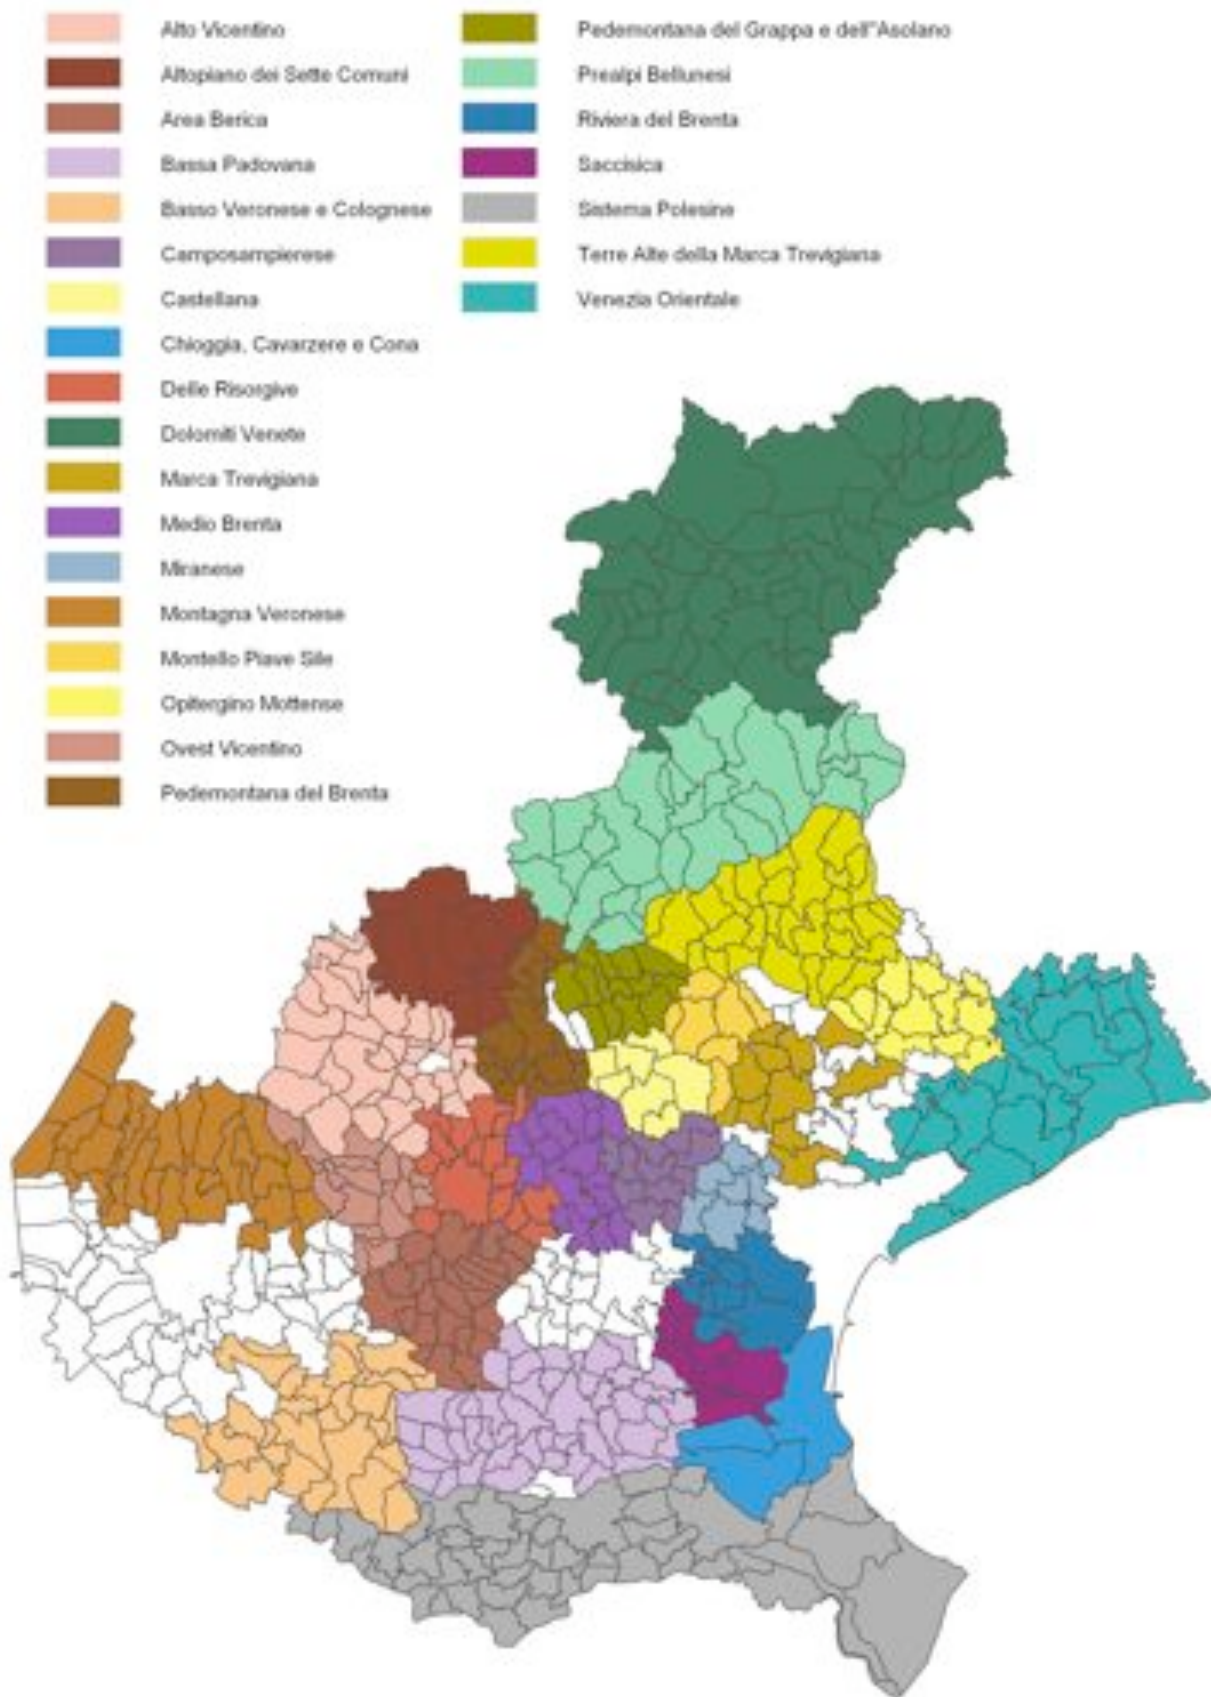 Alto Vicentino
Altopiano dei Sette Comuni
Area Berica
Bassa Padovana
Basso Veronese e Colognese
Camposampierese
Castellana
Chioggia, Cavarzere e Cona
Delle Risorgive
Dolomiti Venete
Marca Trevigiana
Medio Brenta
Miranese
Montagna Veronese
Montello Piave Sile
Opitergino Mottense
Ovest Vicentino
Pedemontana del Brenta
Pedemontana del Grappa e dell''Asolano
Prealpi Bellunesi
Riviera del Brenta
Saccisica
Sistema Polesine
Terre Alte della Marca Trevigiana
Venezia Orientale